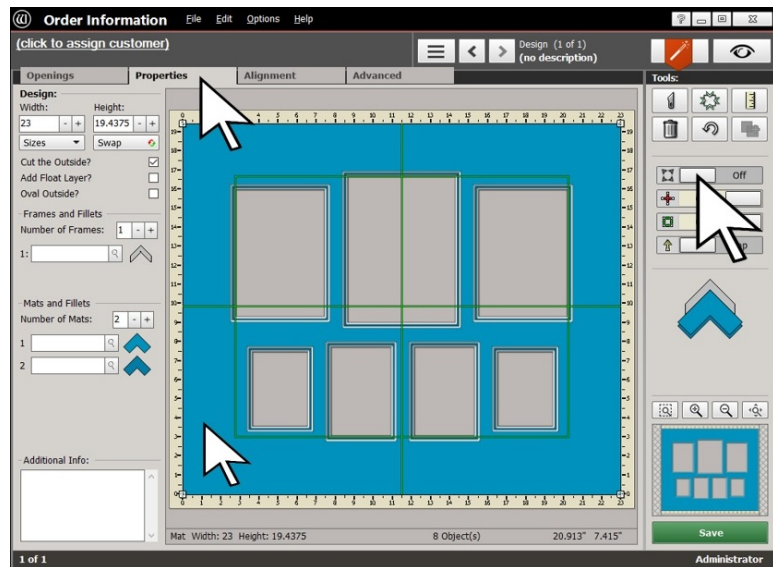 Order Information File Edit Options Help
(click to assign customer)
Design (1 of 1)
(no description)
Openings Properties Alignment Advanced
Tools:
Design:
Width: Height:
23 - + 19.4375 - +
Sizes Swap
Cut the Outside?
Add Float Layer?
Oval Outside?
Frames and Fillets
Number of Frames: 1 - +
1:
Mats and Fillets
Number of Mats: 2 - +
1
2
Additional Info:
Off
Mat Width: 23 Height: 19.4375 8 Object(s) 20.913" 7.415"
Save
1 of 1 Administrator